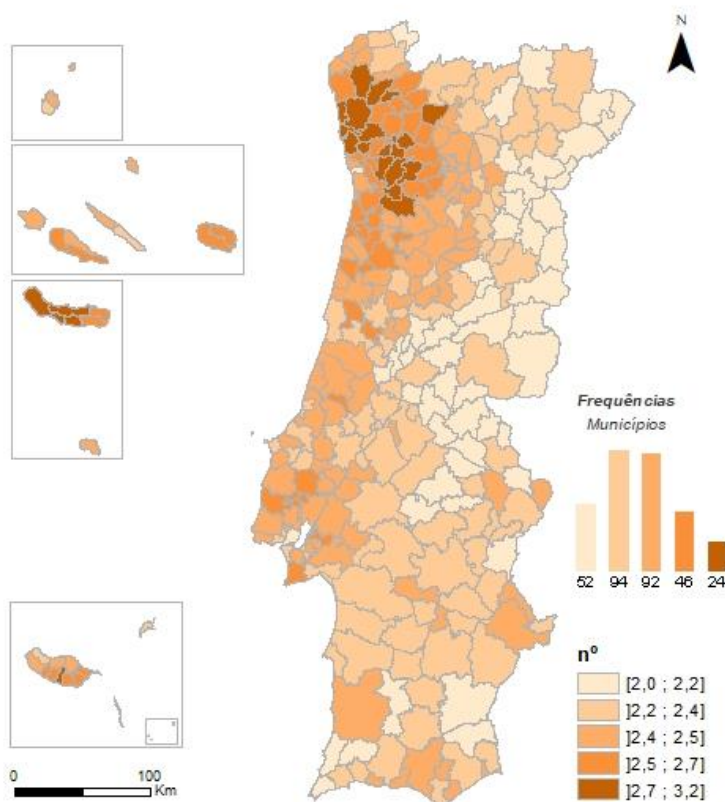 N
Frequências
Municípios
52 94 92 46 24
nº
]2,0 ; 2,2]
]2,2 ; 2,4]
]2,4 ; 2,5]
]2,5 ; 2,7]
]2,7 ; 3,2]
0 100
Km